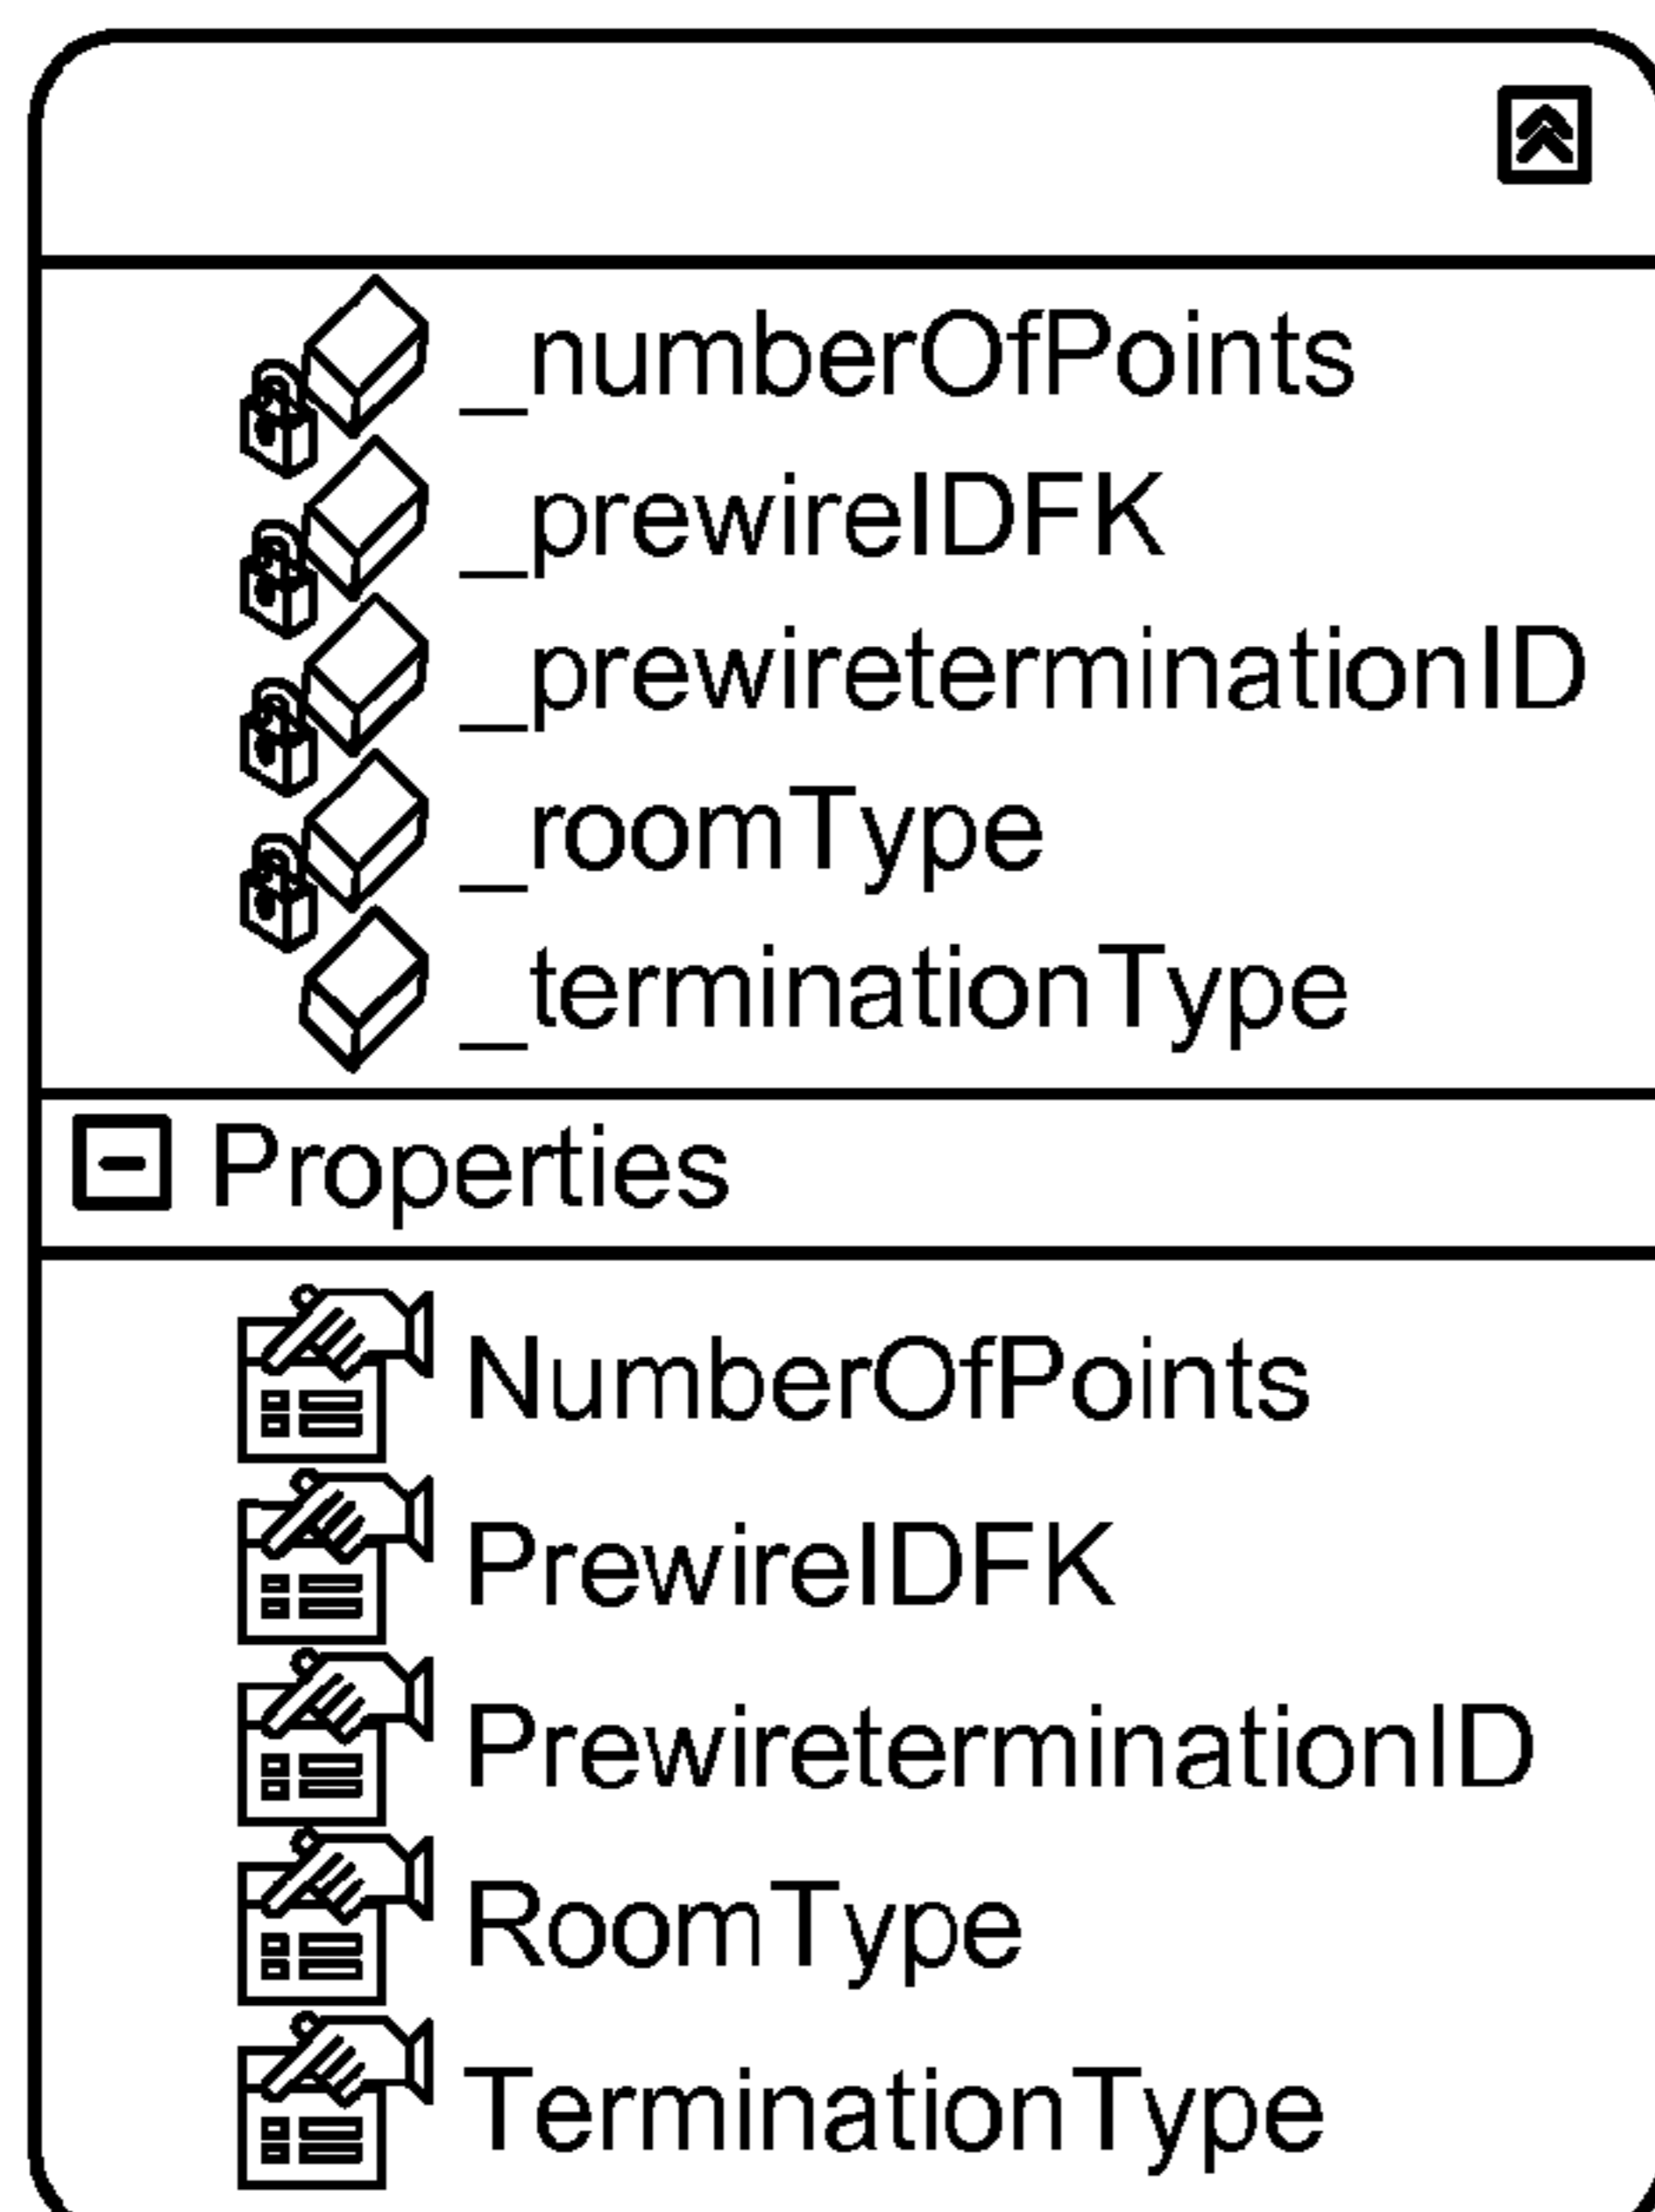 _numberOfPoints
_prewireIDFK
_prewireterminationID
_roomType
_terminationType
Properties
NumberOfPoints
PrewireIDFK
PrewireterminationID
RoomType
TerminationType